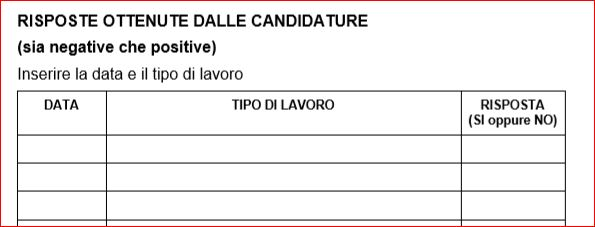 RISPOSTE OTTENUTE DALLE CANDIDATURE
(sia negative che positive)
Inserire la data e il tipo di lavoro
DATA TIPO DI LAVORO RISPOSTA
(SI oppure NO)